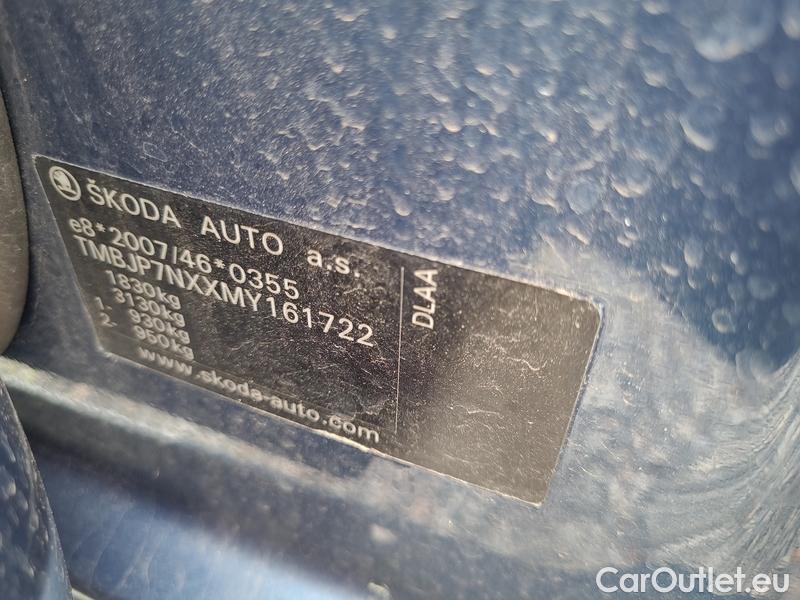 ŠKODA AUTO a.s.
e8*2007/46*0355
TMBJP7NXXMY161722
1830kg
3130kg
1- 930kg
2- 950kg
www.skoda-auto.com
DLAA
CarOutlet.eu